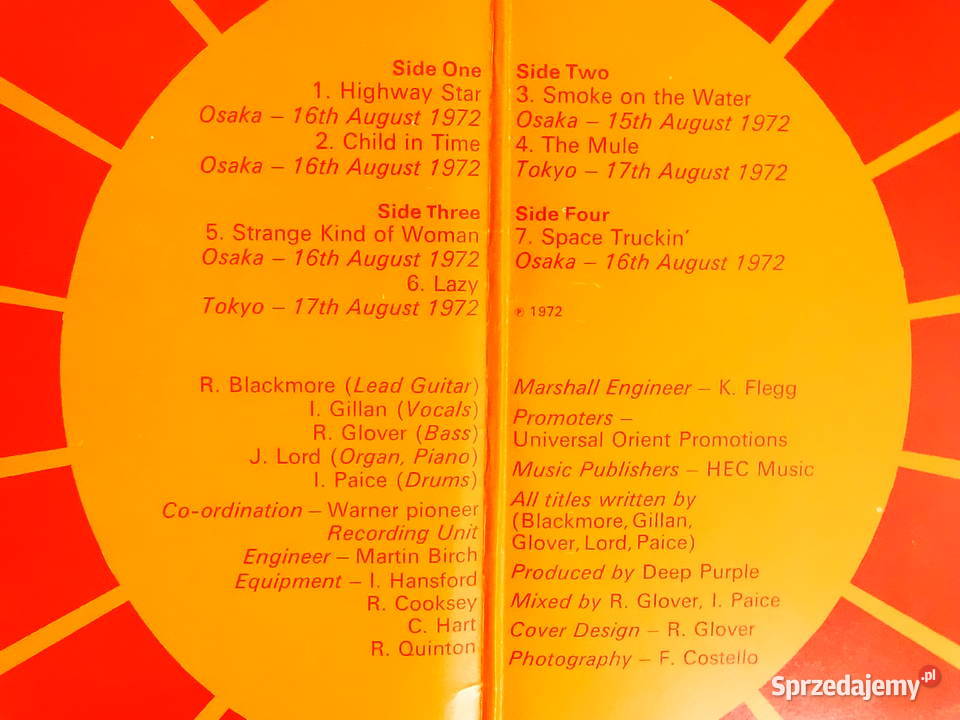 Side One
1. Highway Star
Osaka – 16th August 1972
2. Child in Time
Osaka – 16th August 1972
Side Two
3. Smoke on the Water
Osaka – 15th August 1972
4. The Mule
Tokyo – 17th August 1972
Side Three
5. Strange Kind of Woman
Osaka – 16th August 1972
6. Lazy
Tokyo – 17th August 1972
Side Four
7. Space Truckin'
Osaka – 16th August 1972
℗ 1972
R. Blackmore (Lead Guitar)
I. Gillan (Vocals)
R. Glover (Bass)
J. Lord (Organ, Piano)
I. Paice (Drums)
Co-ordination – Warner pioneer
Recording Unit
Engineer – Martin Birch
Equipment – I. Hansford
R. Cooksey
C. Hart
R. Quinton
Marshall Engineer – K. Flegg
Promoters –
Universal Orient Promotions
Music Publishers – HEC Music
All titles written by
(Blackmore, Gillan,
Glover, Lord, Paice)
Produced by Deep Purple
Mixed by R. Glover, I. Paice
Cover Design – R. Glover
Photography – F. Costello
Sprzedajemy.pl